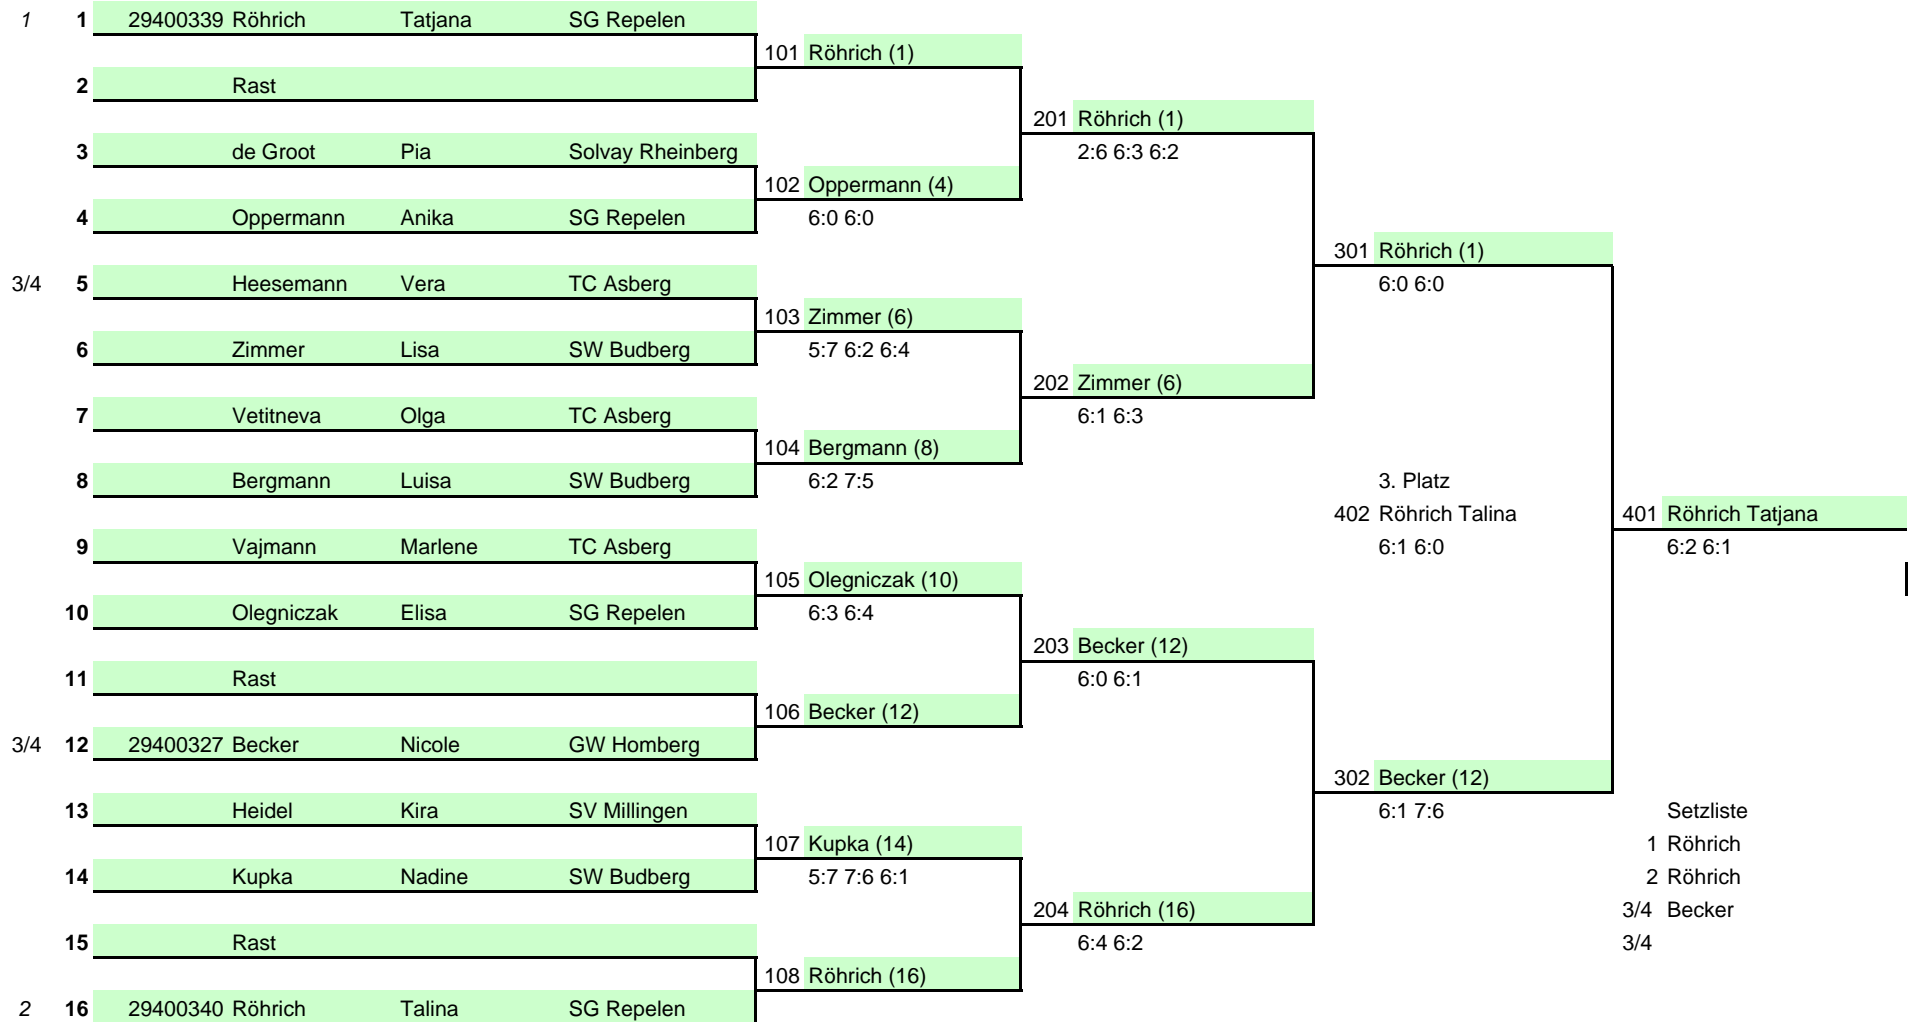 1 1 29400339 Röhrich Tatjana SG Repelen
101 Röhrich (1)
2 Rast
201 Röhrich (1)
3 de Groot Pia Solvay Rheinberg 2:6 6:3 6:2
102 Oppermann (4)
4 Oppermann Anika SG Repelen 6:0 6:0
301 Röhrich (1)
3/4 5 Heesemann Vera TC Asberg 6:0 6:0
103 Zimmer (6)
6 Zimmer Lisa SW Budberg 5:7 6:2 6:4
202 Zimmer (6)
7 Vetitneva Olga TC Asberg 6:1 6:3
104 Bergmann (8)
8 Bergmann Luisa SW Budberg 6:2 7:5 3. Platz
402 Röhrich Talina 401 Röhrich Tatjana
9 Vajmann Marlene TC Asberg 6:1 6:0 6:2 6:1
105 Olegniczak (10)
10 Olegniczak Elisa SG Repelen 6:3 6:4
203 Becker (12)
11 Rast 6:0 6:1
106 Becker (12)
3/4 12 29400327 Becker Nicole GW Homberg
302 Becker (12)
13 Heidel Kira SV Millingen 6:1 7:6 Setzliste
107 Kupka (14) 1 Röhrich
14 Kupka Nadine SW Budberg 5:7 7:6 6:1 2 Röhrich
204 Röhrich (16) 3/4 Becker
15 Rast 6:4 6:2 3/4
108 Röhrich (16)
2 16 29400340 Röhrich Talina SG Repelen